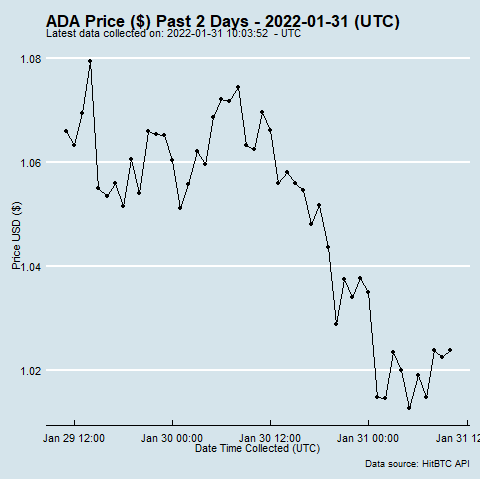 ADA Price ($) Past 2 Days - 2022-01-31 (UTC)
Latest data collected on: 2022-01-31 10:03:52 - UTC
1.08
1.06
1.04
1.02
Price USD ($)
Jan 29 12:00 Jan 30 00:00 Jan 30 12:00 Jan 31 00:00 Jan 31 12
Date Time Collected (UTC)
Data source: HitBTC API